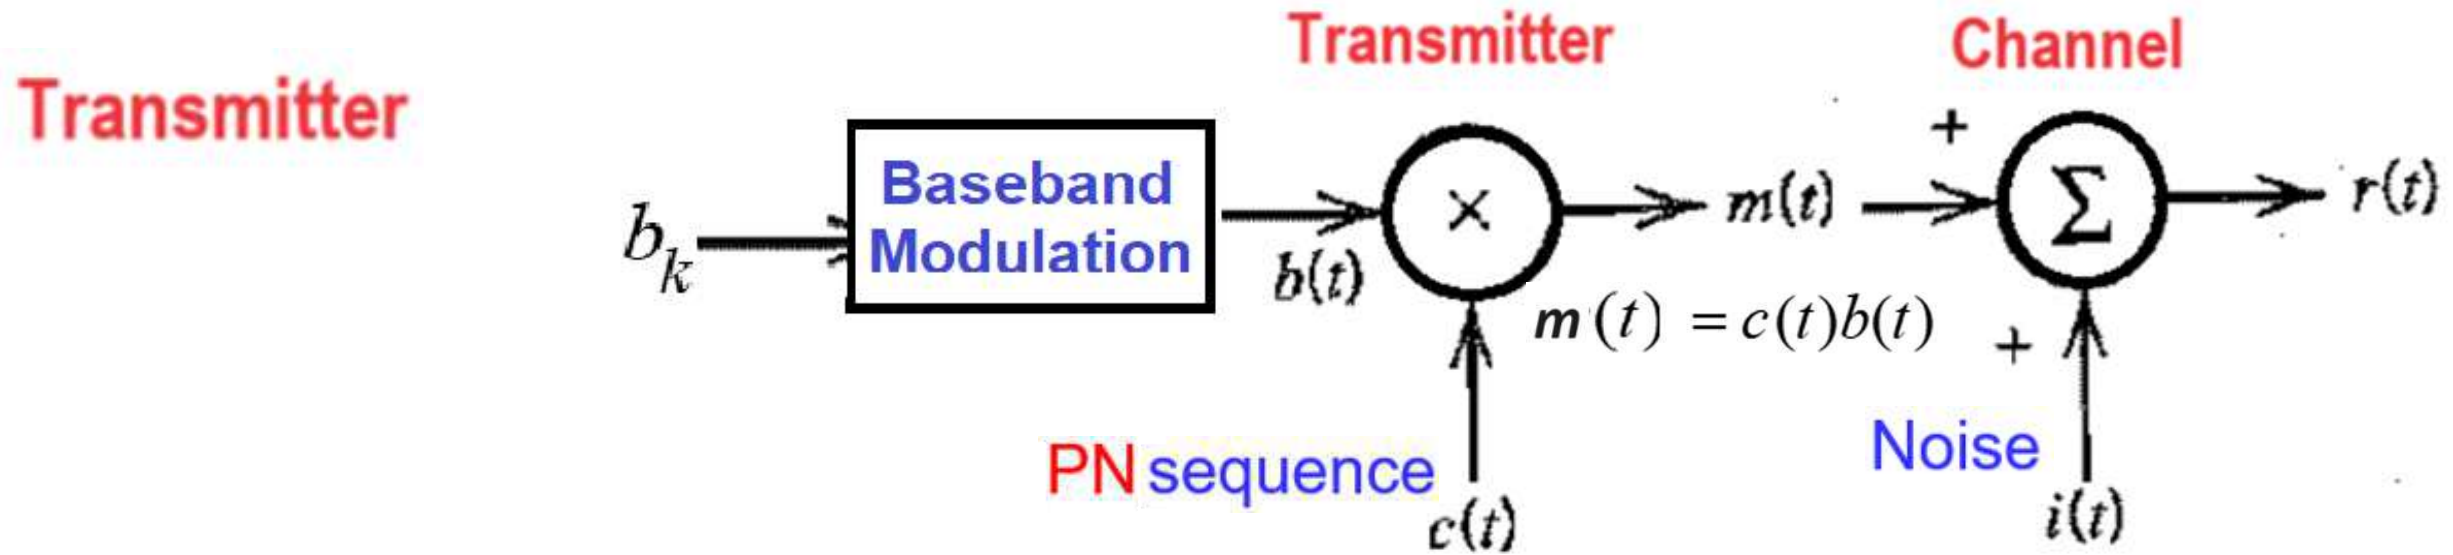 Transmitter
Transmitter
Channel
b_k
Baseband
Modulation
b(t)
×
m(t)
+
Σ
r(t)
m(t) = c(t)b(t)
+
PN sequence
c(t)
Noise
i(t)